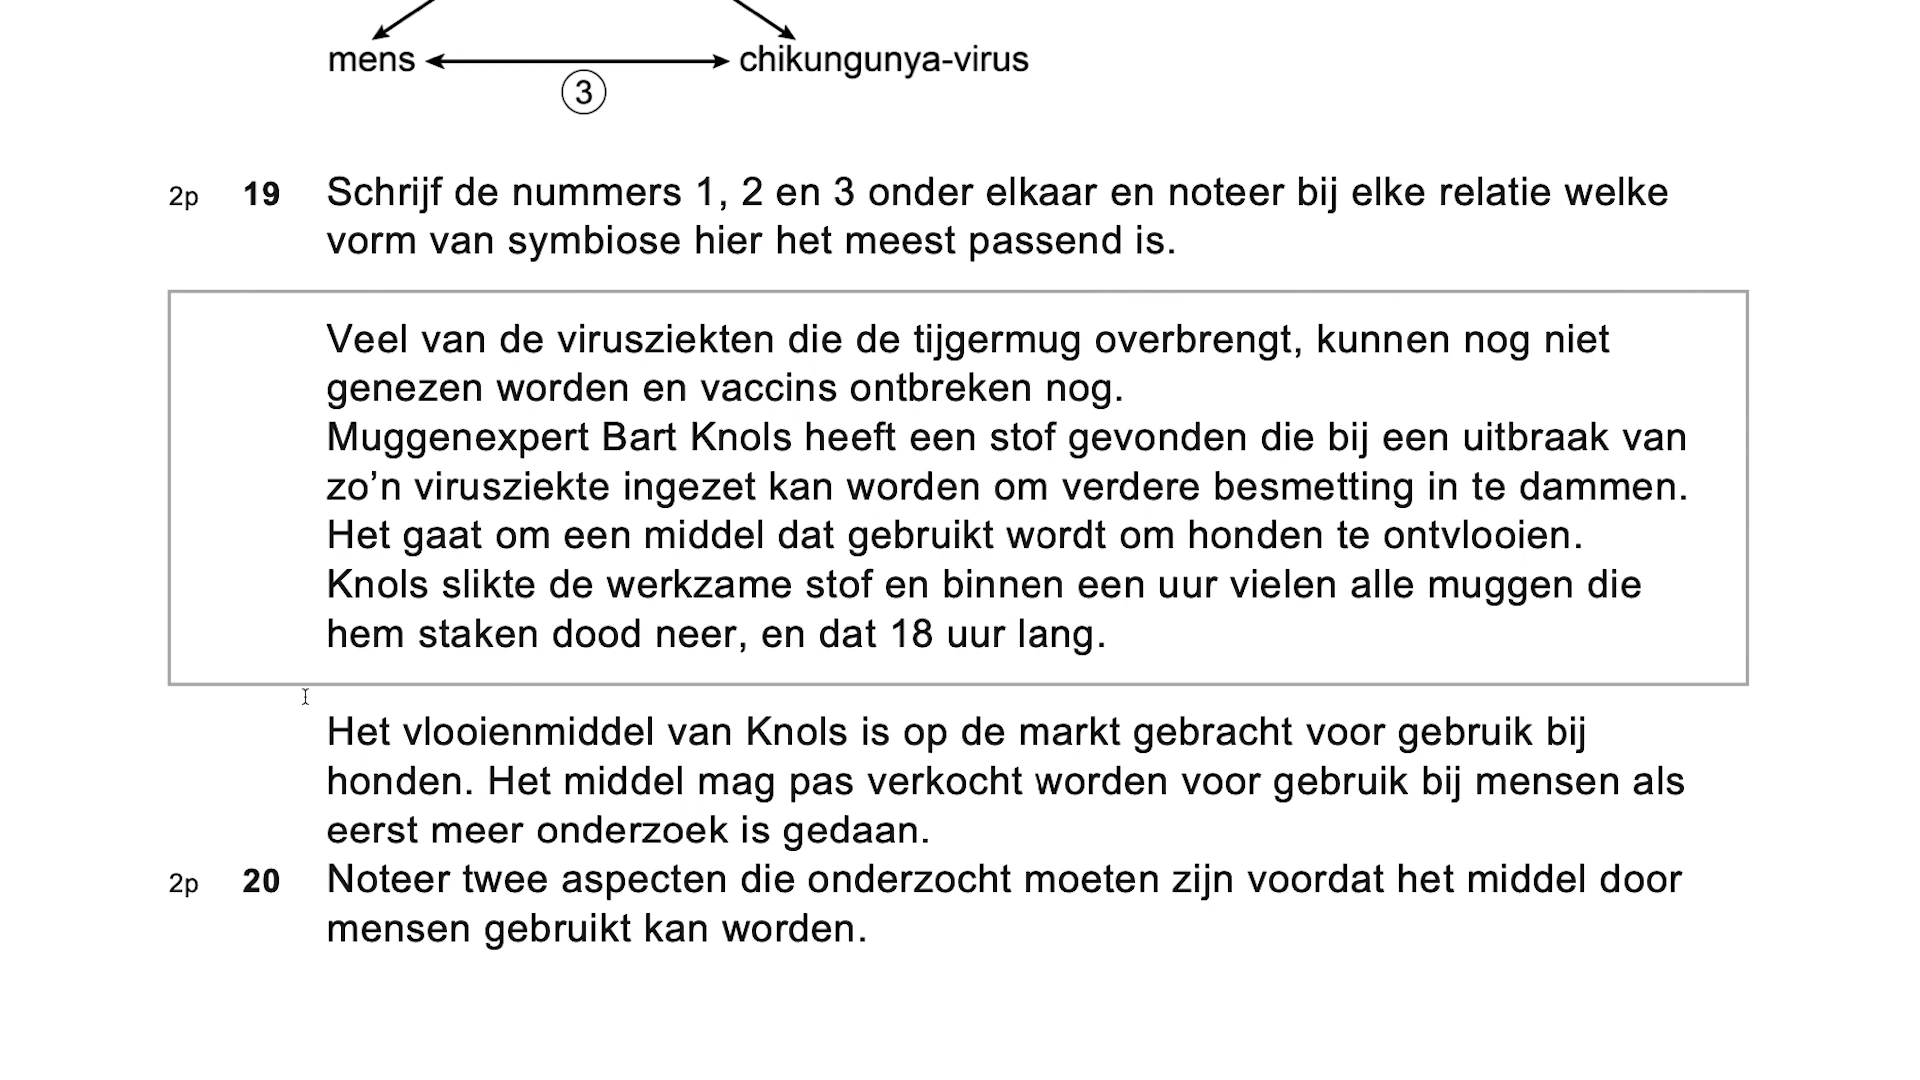 mens
chikungunya-virus
3
2p 19 Schrijf de nummers 1, 2 en 3 onder elkaar en noteer bij elke relatie welke
vorm van symbiose hier het meest passend is.
Veel van de virusziekten die de tijgermug overbrengt, kunnen nog niet
genezen worden en vaccins ontbreken nog.
Muggenexpert Bart Knols heeft een stof gevonden die bij een uitbraak van
zo’n virusziekte ingezet kan worden om verdere besmetting in te dammen.
Het gaat om een middel dat gebruikt wordt om honden te ontvlooien.
Knols slikte de werkzame stof en binnen een uur vielen alle muggen die
hem staken dood neer, en dat 18 uur lang.
Het vlooienmiddel van Knols is op de markt gebracht voor gebruik bij
honden. Het middel mag pas verkocht worden voor gebruik bij mensen als
eerst meer onderzoek is gedaan.
2p 20 Noteer twee aspecten die onderzocht moeten zijn voordat het middel door
mensen gebruikt kan worden.